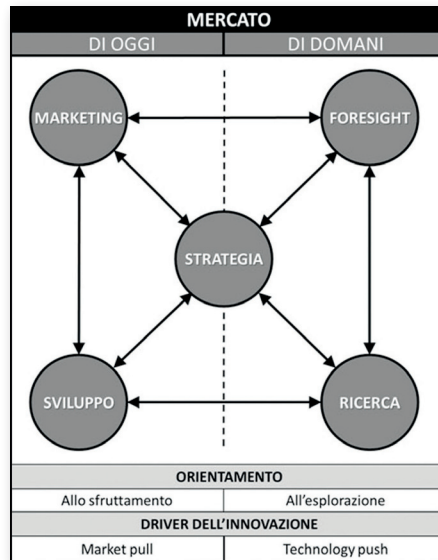 MERCATO
DI OGGI DI DOMANI
MARKETING FORESIGHT
STRATEGIA
SVILUPPO RICERCA
ORIENTAMENTO
Allo sfruttamento All'esplorazione
DRIVER DELL'INNOVAZIONE
Market pull Technology push